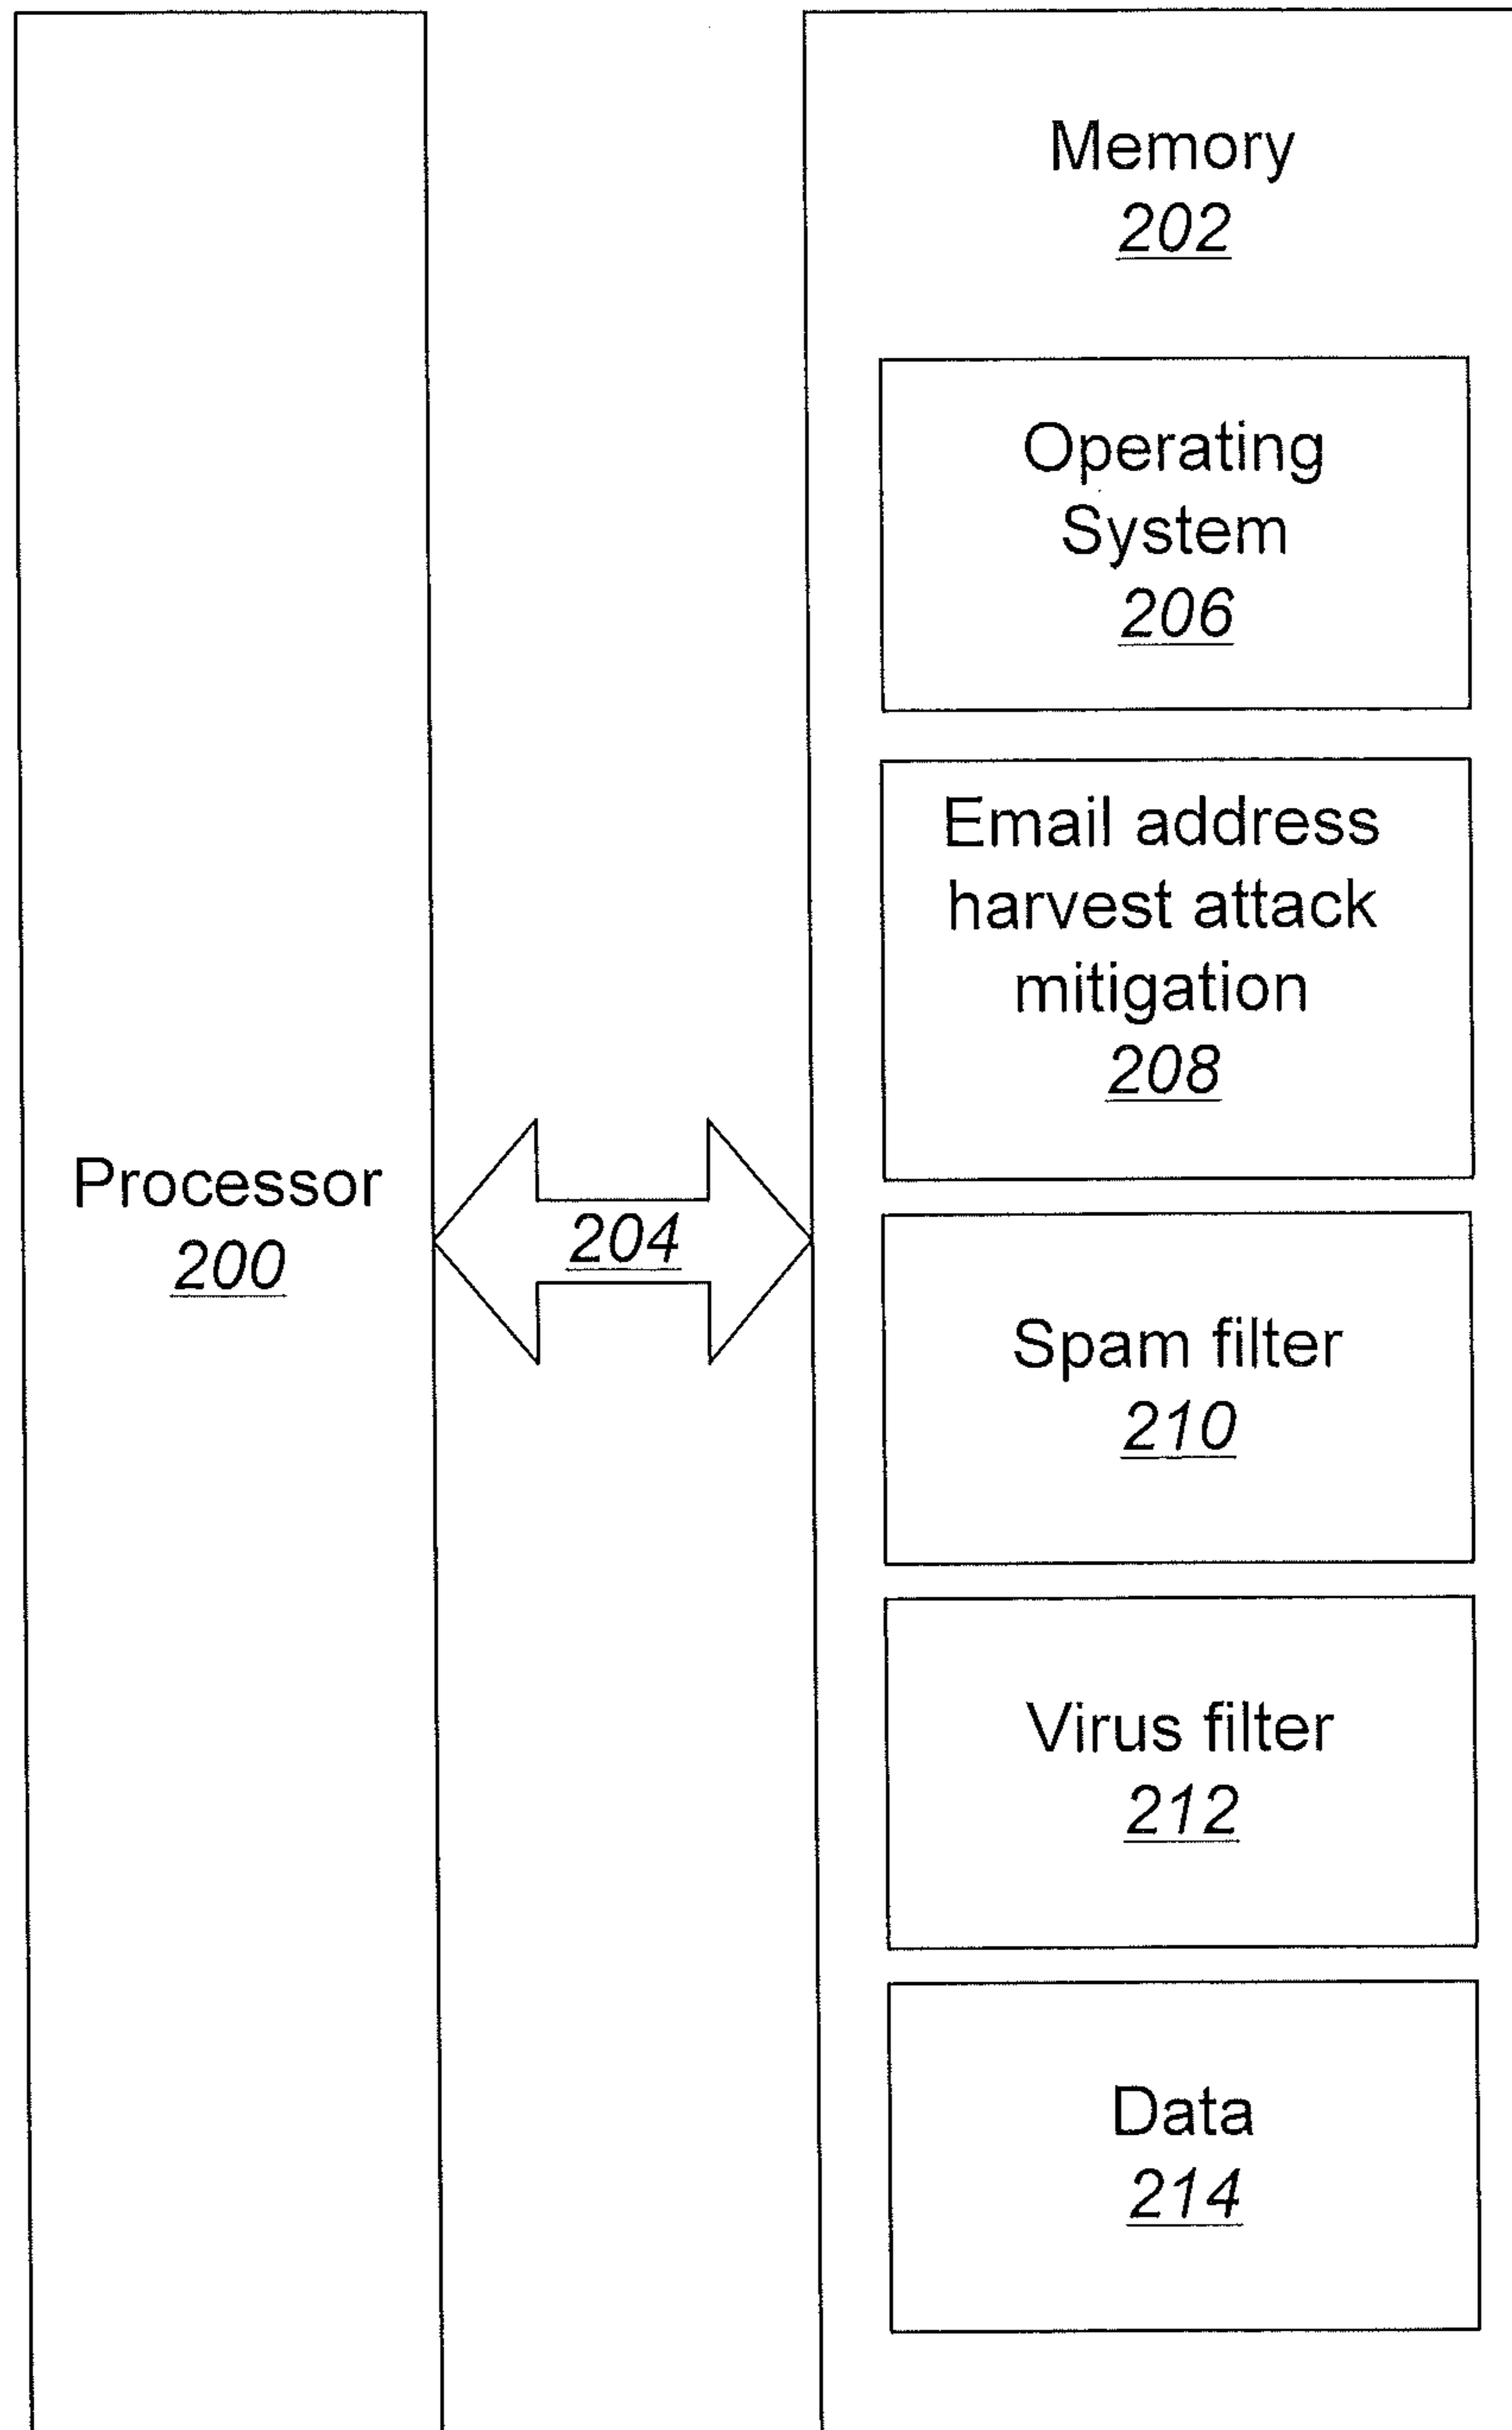 Memory
202
Operating
System
206
Email address
harvest attack
mitigation
208
Processor
200
204
Spam filter
210
Virus filter
212
Data
214